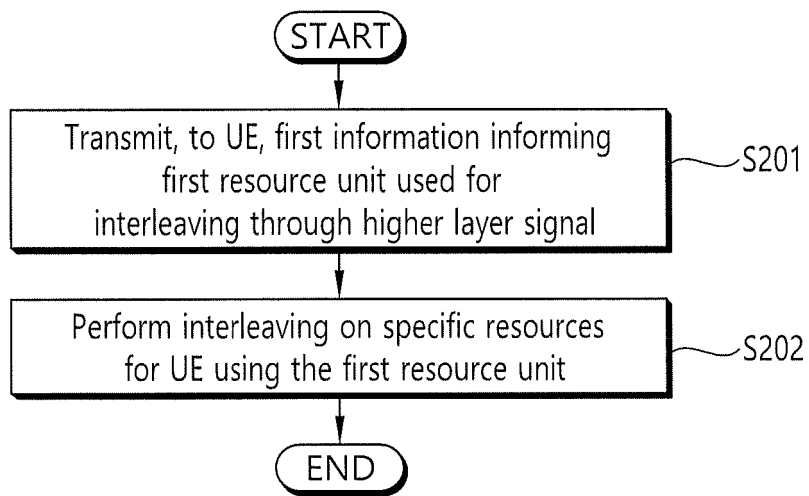 START
Transmit, to UE, first information informing
first resource unit used for
interleaving through higher layer signal
S201
Perform interleaving on specific resources
for UE using the first resource unit
S202
END